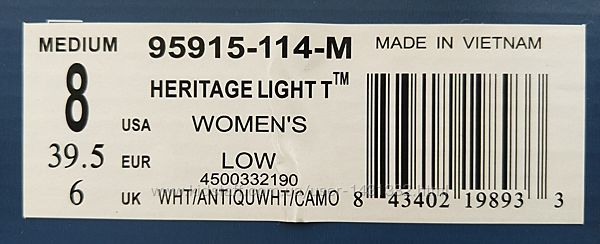 MEDIUM 95915-114-M MADE IN VIETNAM
8 USA HERITAGE LIGHT T™
WOMEN'S
39.5 EUR LOW
4500332190
6 UK WHT/ANTIQUWHT/CAMO 8 43402 19893 3